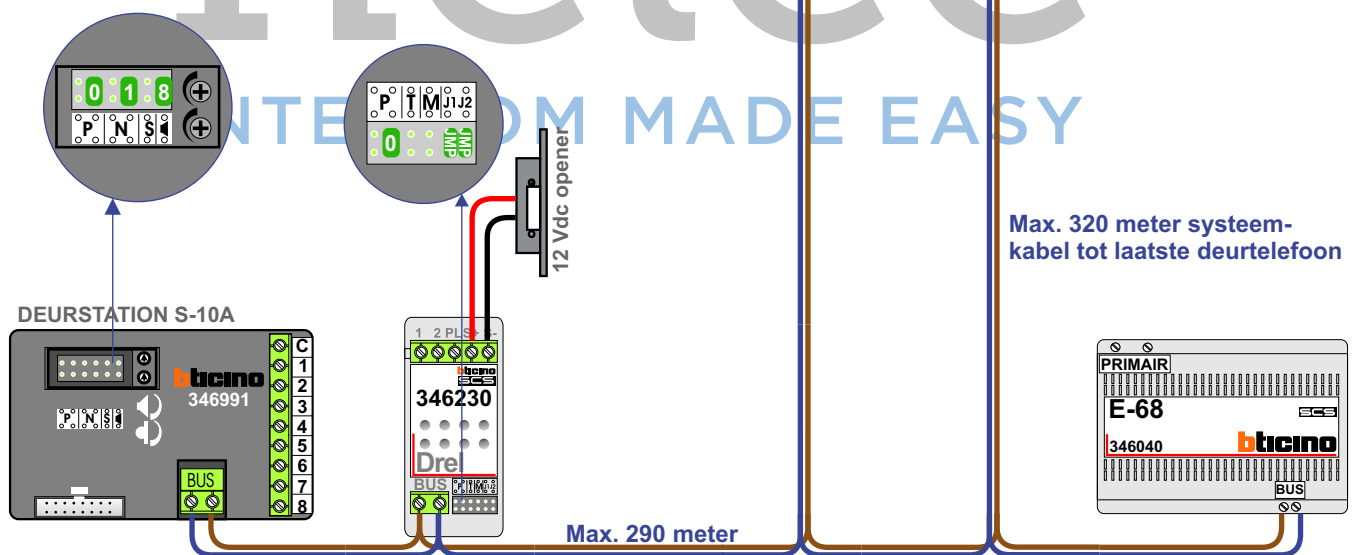 INTERCOM MADE EASY
0 1 8
P N S
P T M J1 J2
0 JMP JMP
12 Vdc opener
Max. 320 meter systeem-
kabel tot laatste deurtelefoon
DEURSTATION S-10A
bticino
346991
P N S
C
1
2
3
4
5
6
7
8
BUS
1 2 PL S+ S-
bticino
SCS
346230
Drel
BUS
P T M J1 J2
Max. 290 meter
PRIMAIR
E-68
SCS
346040
bticino
BUS